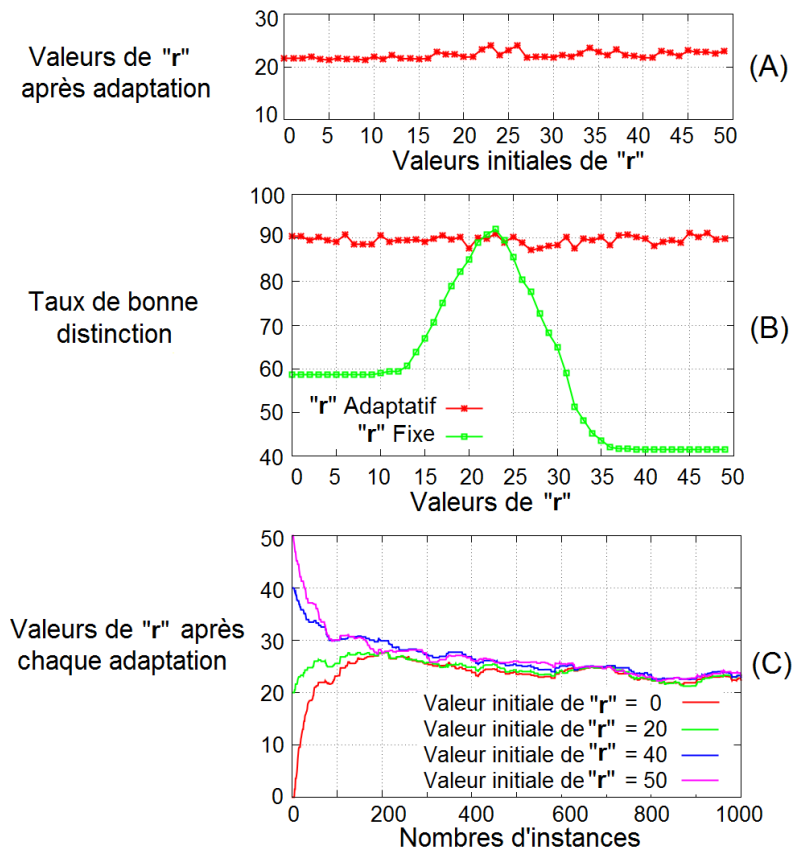 30
20
10
Valeurs de "r"
après adaptation
(A)
0 5 10 15 20 25 30 35 40 45 50
Valeurs initiales de "r"
100
90
80
70
60
50
40
Taux de bonne
distinction
(B)
"r" Adaptatif
"r" Fixe
0 5 10 15 20 25 30 35 40 45 50
Valeurs de "r"
50
40
30
20
10
0
Valeurs de "r" après
chaque adaptation
(C)
Valeur initiale de "r" = 0
Valeur initiale de "r" = 20
Valeur initiale de "r" = 40
Valeur initiale de "r" = 50
0 200 400 600 800 1000
Nombres d'instances